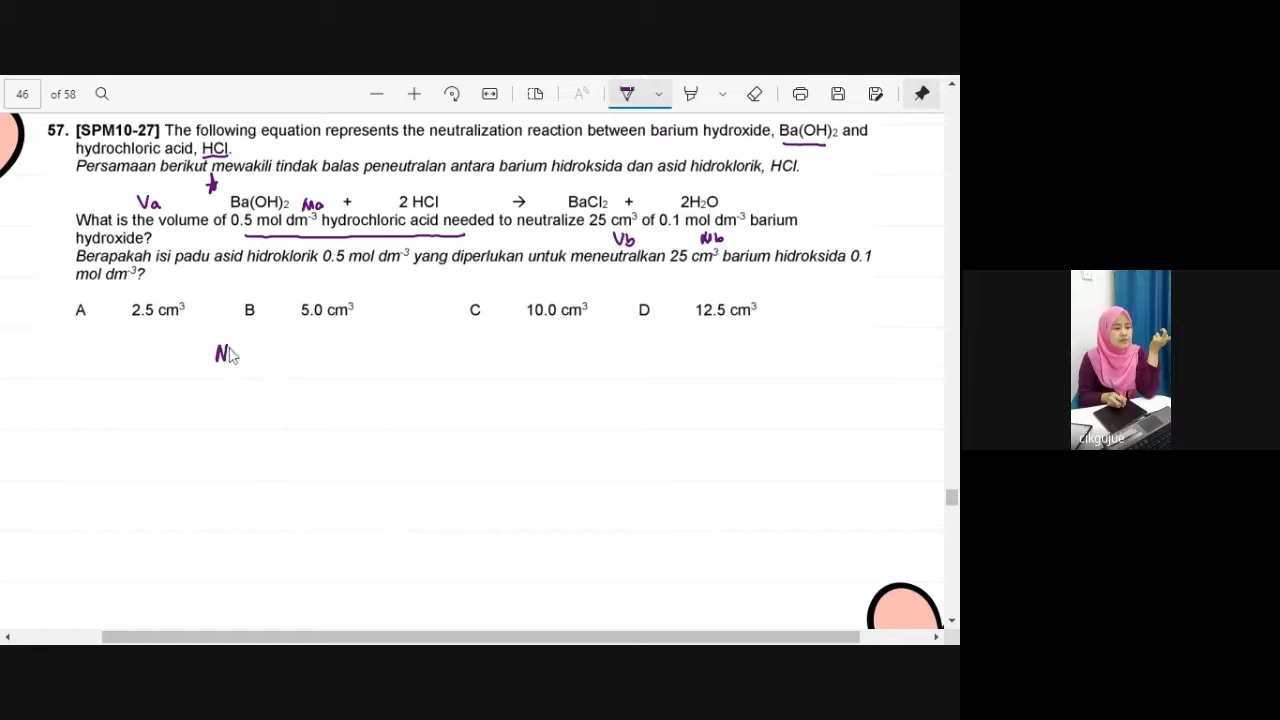 46 of 58
57. [SPM10-27] The following equation represents the neutralization reaction between barium hydroxide, Ba(OH)₂ and
hydrochloric acid, HCl.
Persamaan berikut mewakili tindak balas peneutralan antara barium hidroksida dan asid hidroklorik, HCl.
Va Ma
Ba(OH)₂ + 2 HCl → BaCl₂ + 2H₂O
What is the volume of 0.5 mol dm⁻³ hydrochloric acid needed to neutralize 25 cm³ of 0.1 mol dm⁻³ barium
hydroxide?
Vb Mb
Berapakah isi padu asid hidroklorik 0.5 mol dm⁻³ yang diperlukan untuk meneutralkan 25 cm³ barium hidroksida 0.1
mol dm⁻³?
A 2.5 cm³ B 5.0 cm³ C 10.0 cm³ D 12.5 cm³
cikgujue